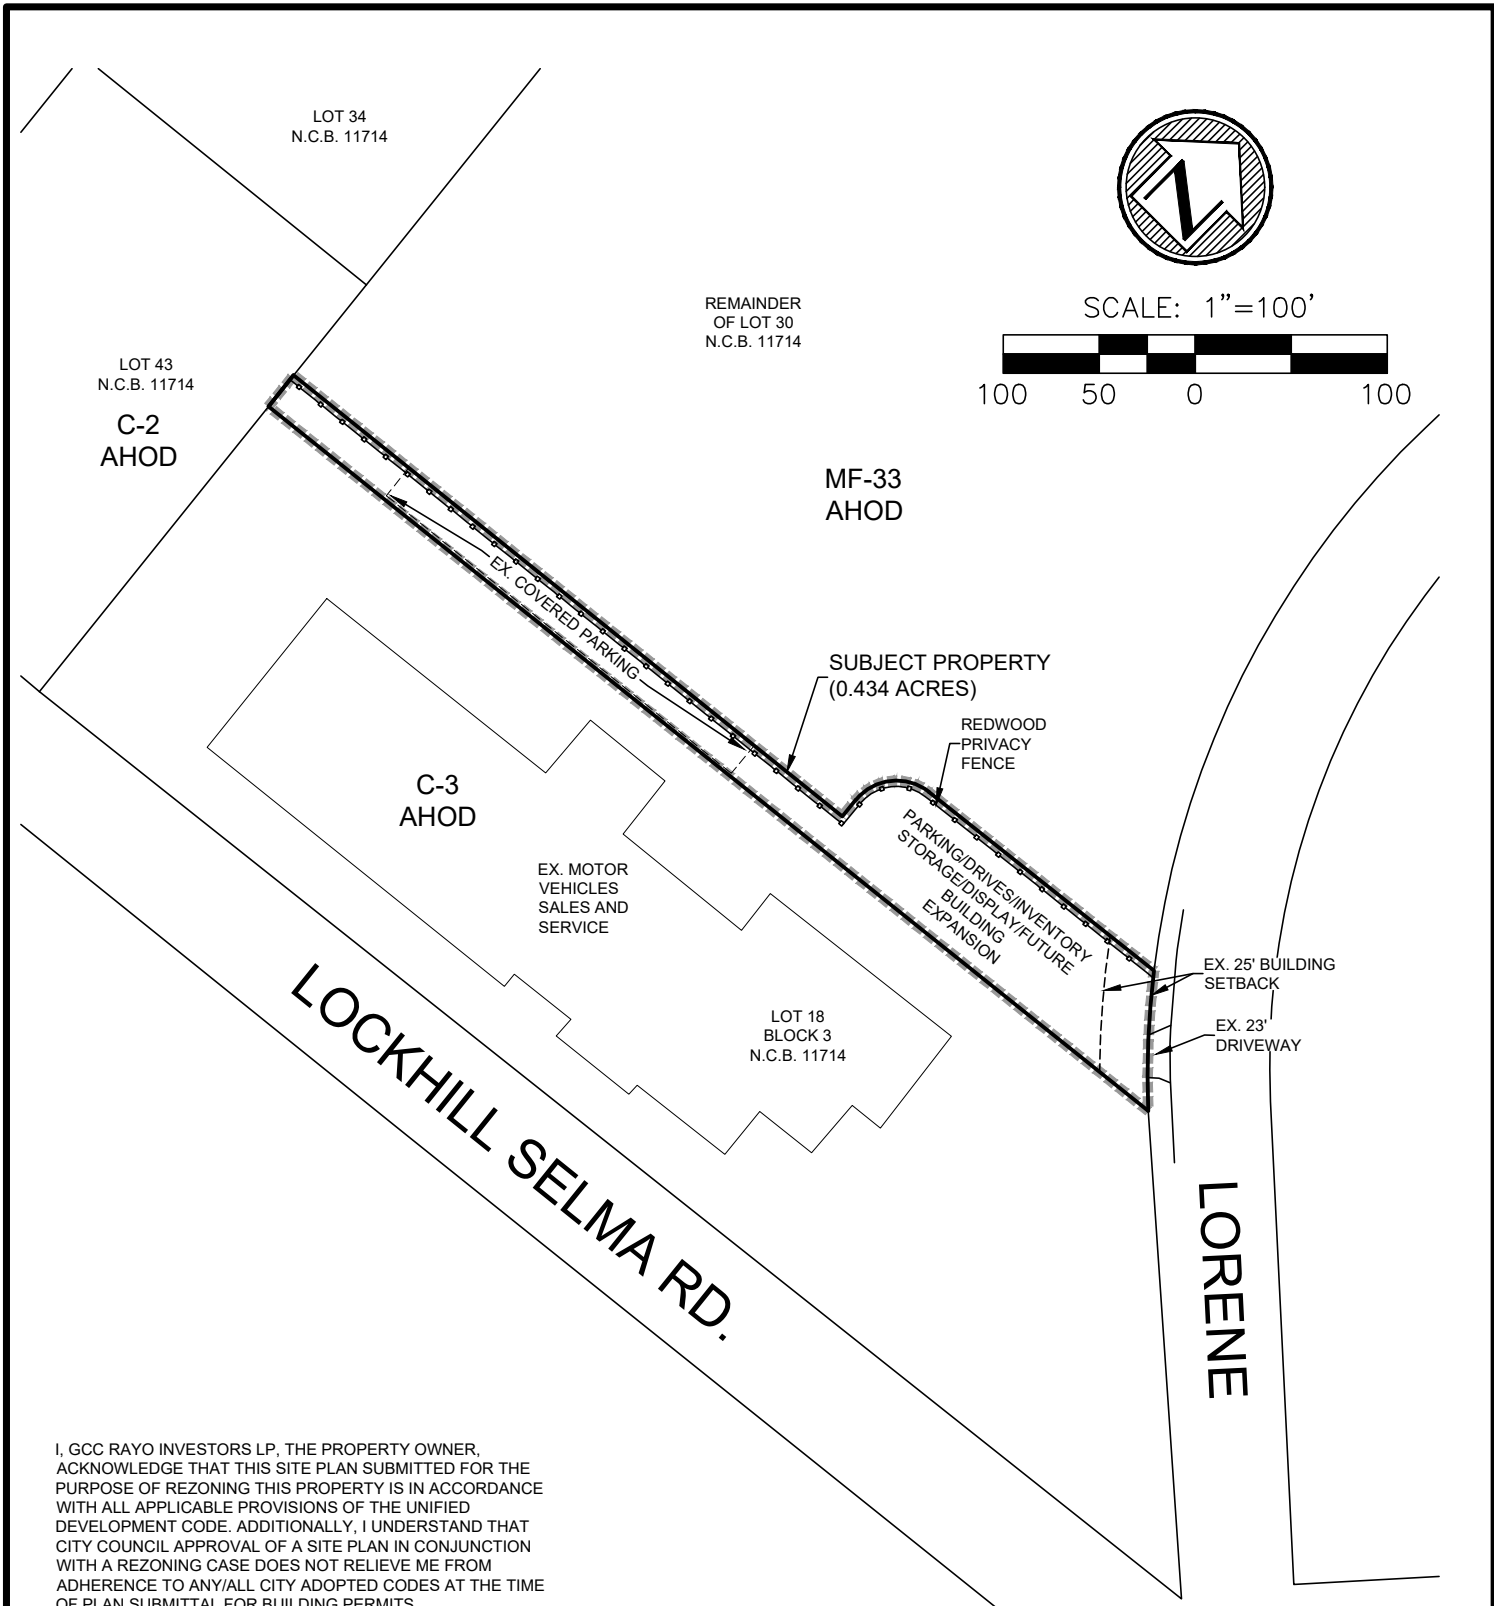 LOT 34
N.C.B. 11714
N
SCALE: 1"=100'
100 50 0 100
REMAINDER
OF LOT 30
N.C.B. 11714
LOT 43
N.C.B. 11714
C-2
AHOD
MF-33
AHOD
EX. COVERED PARKING
SUBJECT PROPERTY
(0.434 ACRES)
REDWOOD
PRIVACY
FENCE
C-3
AHOD
PARKING/DRIVES/INVENTORY
STORAGE/DISPLAY/FUTURE
BUILDING
EXPANSION
EX. MOTOR
VEHICLES
SALES AND
SERVICE
EX. 25' BUILDING
SETBACK
EX. 23'
DRIVEWAY
LOT 18
BLOCK 3
N.C.B. 11714
LOCKHILL SELMA RD.
LORENE
I, GCC RAYO INVESTORS LP, THE PROPERTY OWNER,
ACKNOWLEDGE THAT THIS SITE PLAN SUBMITTED FOR THE
PURPOSE OF REZONING THIS PROPERTY IS IN ACCORDANCE
WITH ALL APPLICABLE PROVISIONS OF THE UNIFIED
DEVELOPMENT CODE. ADDITIONALLY, I UNDERSTAND THAT
CITY COUNCIL APPROVAL OF A SITE PLAN IN CONJUNCTION
WITH A REZONING CASE DOES NOT RELIEVE ME FROM
ADHERENCE TO ANY/ALL CITY ADOPTED CODES AT THE TIME
OF PLAN SUBMITTAL FOR BUILDING PERMITS